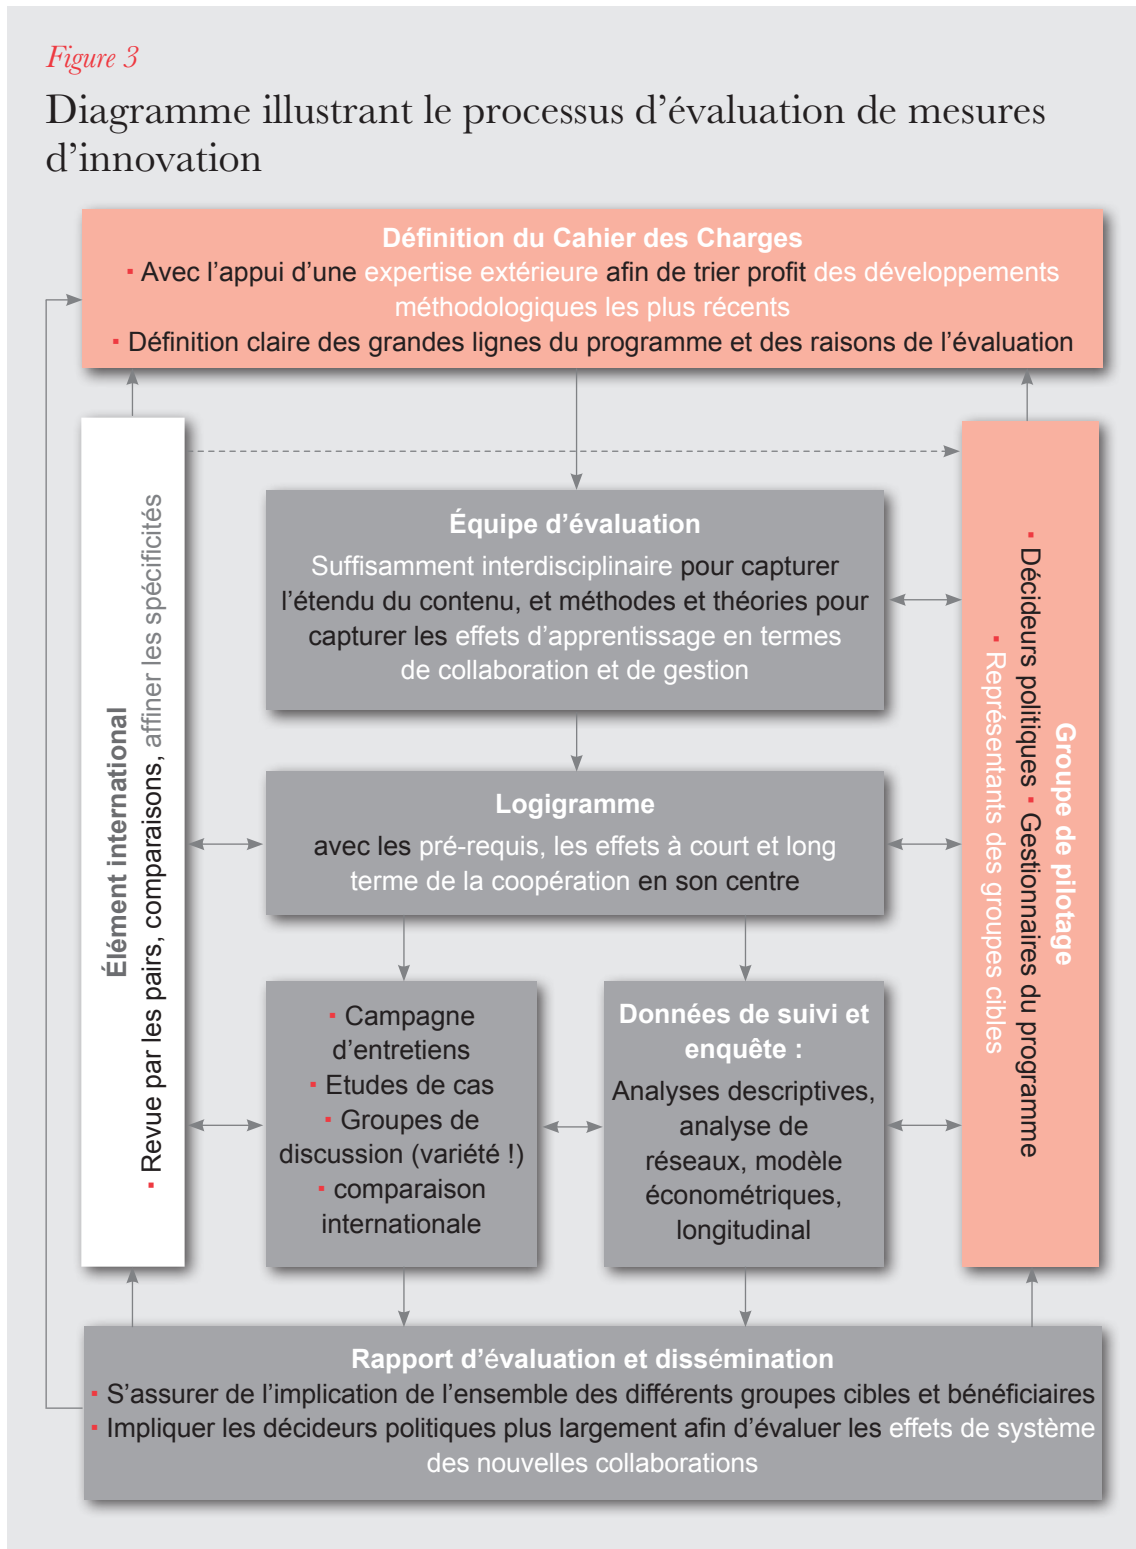 Figure 3
Diagramme illustrant le processus d’évaluation de mesures
d’innovation
Définition du Cahier des Charges
▪ Avec l’appui d’une expertise extérieure afin de trier profit des développements
méthodologiques les plus récents
▪ Définition claire des grandes lignes du programme et des raisons de l’évaluation
Élément international
▪ Revue par les pairs, comparaisons, affiner les spécificités
Équipe d’évaluation
Suffisamment interdisciplinaire pour capturer
l’étendu du contenu, et méthodes et théories pour
capturer les effets d’apprentissage en termes
de collaboration et de gestion
Logigramme
avec les pré-requis, les effets à court et long
terme de la coopération en son centre
▪ Campagne
d’entretiens
▪ Etudes de cas
▪ Groupes de
discussion (variété !)
▪ comparaison
internationale
Données de suivi et
enquête :
Analyses descriptives,
analyse de
réseaux, modèle
économétriques,
longitudinal
Groupe de pilotage
▪ Décideurs politiques ▪ Gestionnaires du programme
▪ Représentants des groupes cibles
Rapport d’évaluation et dissémination
▪ S’assurer de l’implication de l’ensemble des différents groupes cibles et bénéficiaires
▪ Impliquer les décideurs politiques plus largement afin d’évaluer les effets de système
des nouvelles collaborations